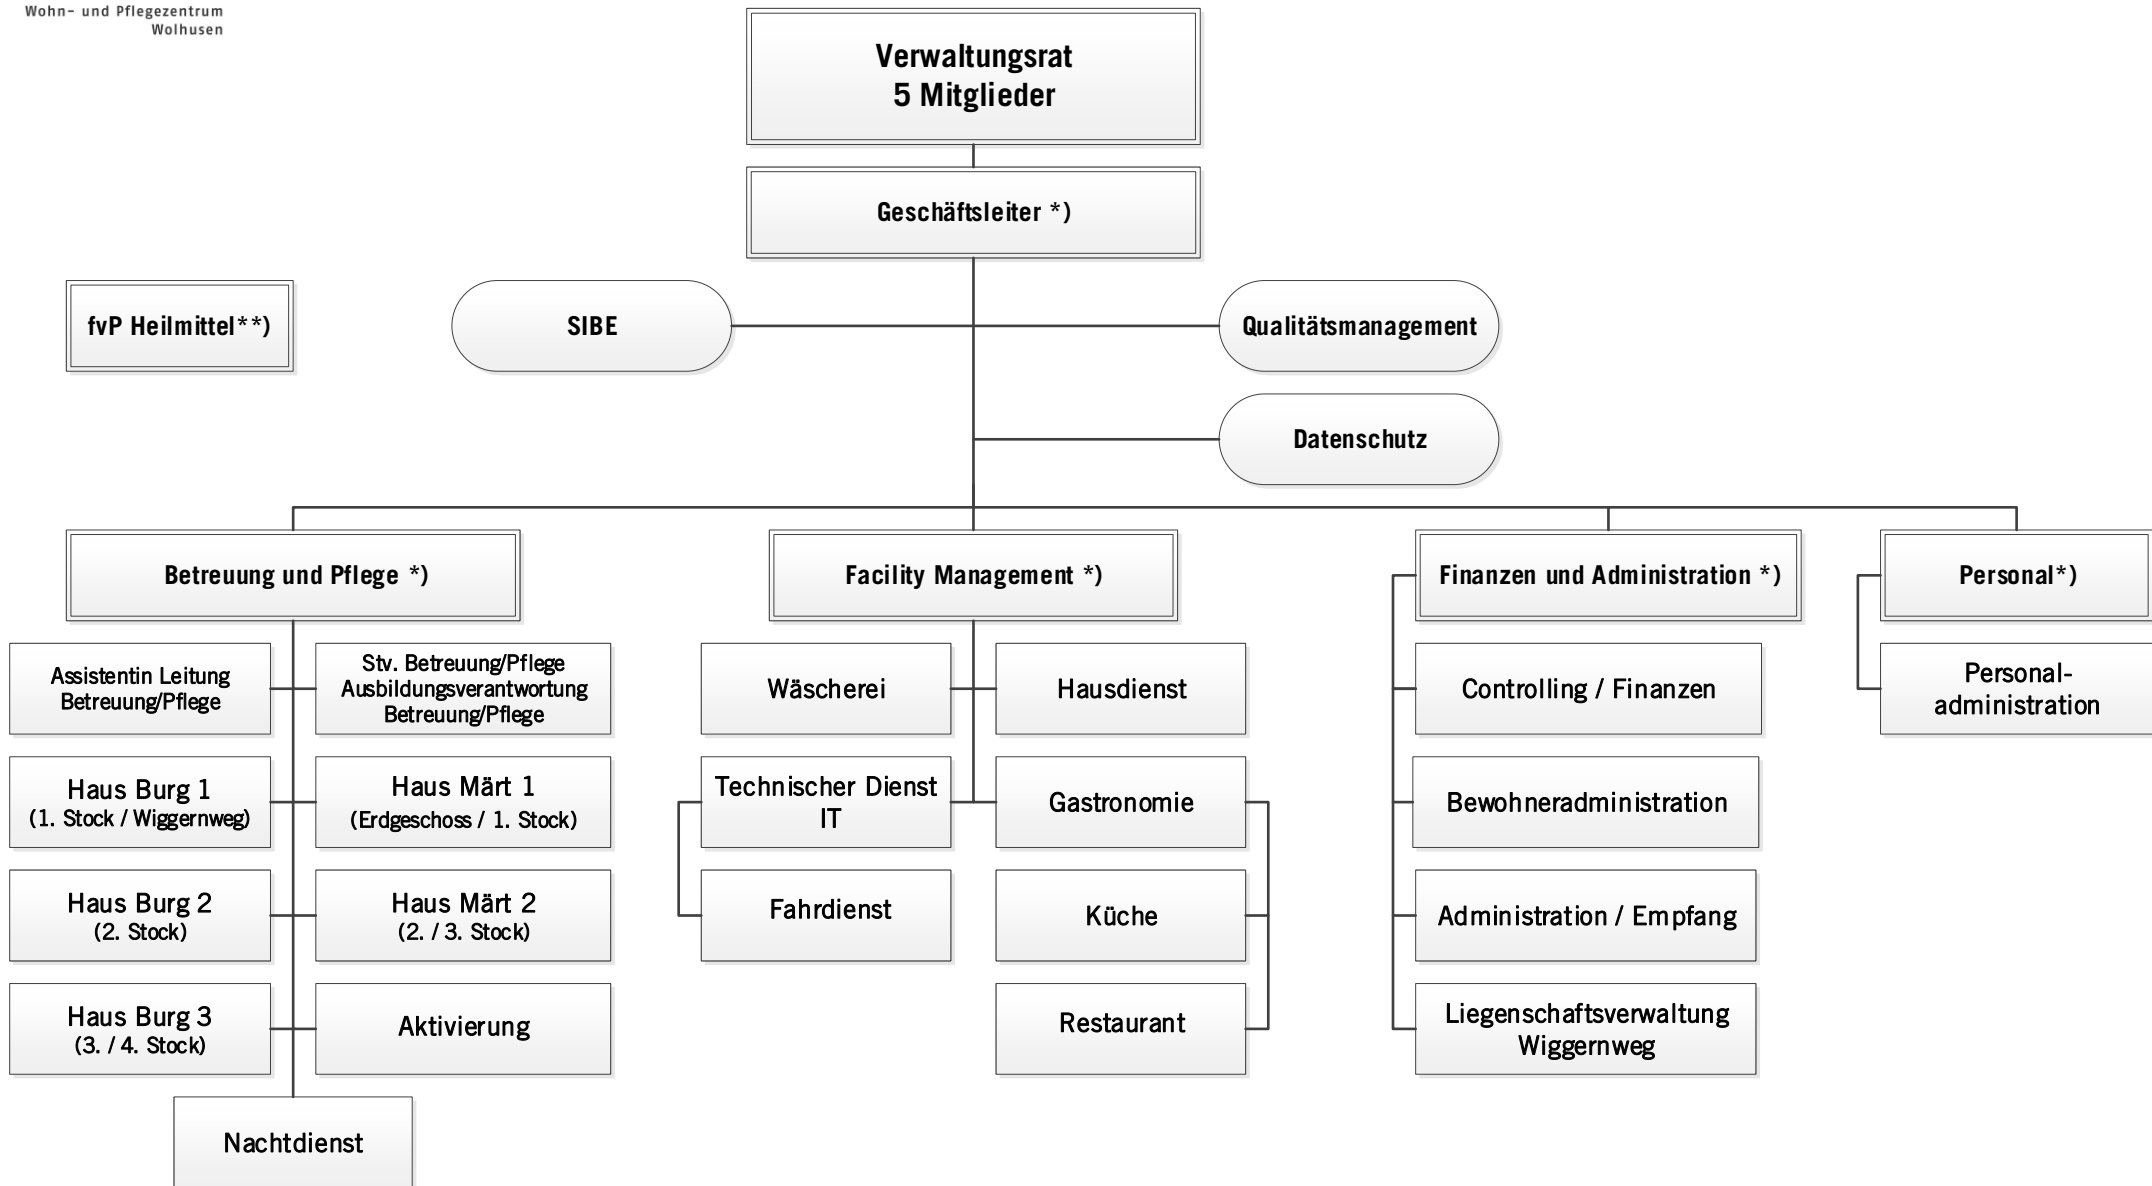 Wohn- und Pflegezentrum
Wolhusen
Verwaltungsrat
5 Mitglieder
Geschäftsleiter *)
fvP Heilmittel**)
SIBE
Qualitätsmanagement
Datenschutz
Betreuung und Pflege *)
Facility Management *)
Finanzen und Administration *)
Personal*)
Assistentin Leitung
Betreuung/Pflege
Stv. Betreuung/Pflege
Ausbildungsverantwortung
Betreuung/Pflege
Wäscherei
Hausdienst
Controlling / Finanzen
Personal-
administration
Haus Burg 1
(1. Stock / Wiggernweg)
Haus Märt 1
(Erdgeschoss / 1. Stock)
Technischer Dienst
IT
Gastronomie
Bewohneradministration
Haus Burg 2
(2. Stock)
Haus Märt 2
(2. / 3. Stock)
Fahrdienst
Küche
Administration / Empfang
Haus Burg 3
(3. / 4. Stock)
Aktivierung
Restaurant
Liegenschaftsverwaltung
Wiggernweg
Nachtdienst